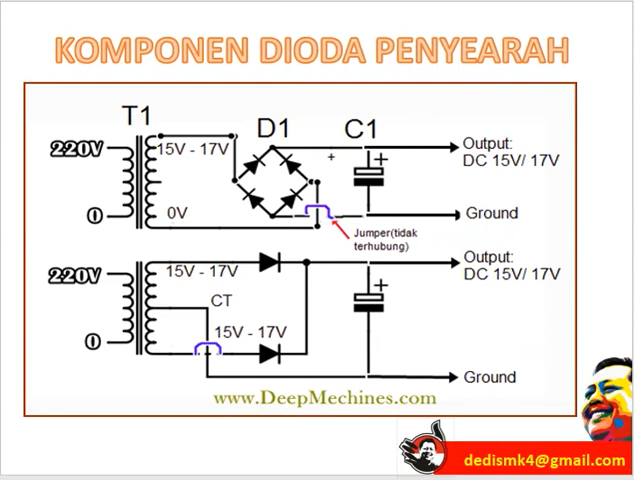 KOMPONEN DIODA PENYEARAH
T1
D1
C1
220V
15V - 17V
0
0V
+
+
Output:
DC 15V/ 17V
Ground
Jumper(tidak
terhubung)
220V
15V - 17V
CT
15V - 17V
0
+
Output:
DC 15V/ 17V
Ground
www.DeepMechines.com
dedismk4@gmail.com